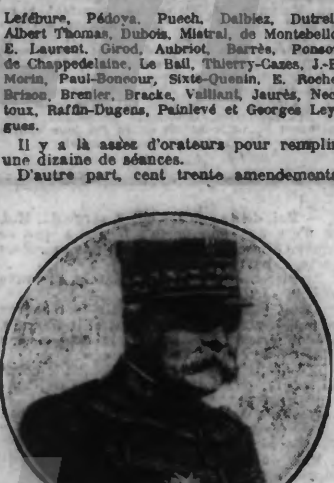 Lefébure, Pédoya, Puech, Dalbiez, Dutrei
Albert Thomas, Dubois, Mistral, de Montebello
E. Laurent, Girod, Aubriot, Barrès, Ponsot
de Chappedelaine, Le Bail, Thierry-Cazes, J.-B
Morin, Paul-Boncour, Sixte-Quenin, E. Roche
Brizon, Brenier, Bracke, Vaillant, Jaurès, Nec
toux, Raffin-Dugens, Painlevé et Georges Ley
gues.
Il y a là assez d'orateurs pour remplir
une dizaine de séances.
D'autre part, cent trente amendements